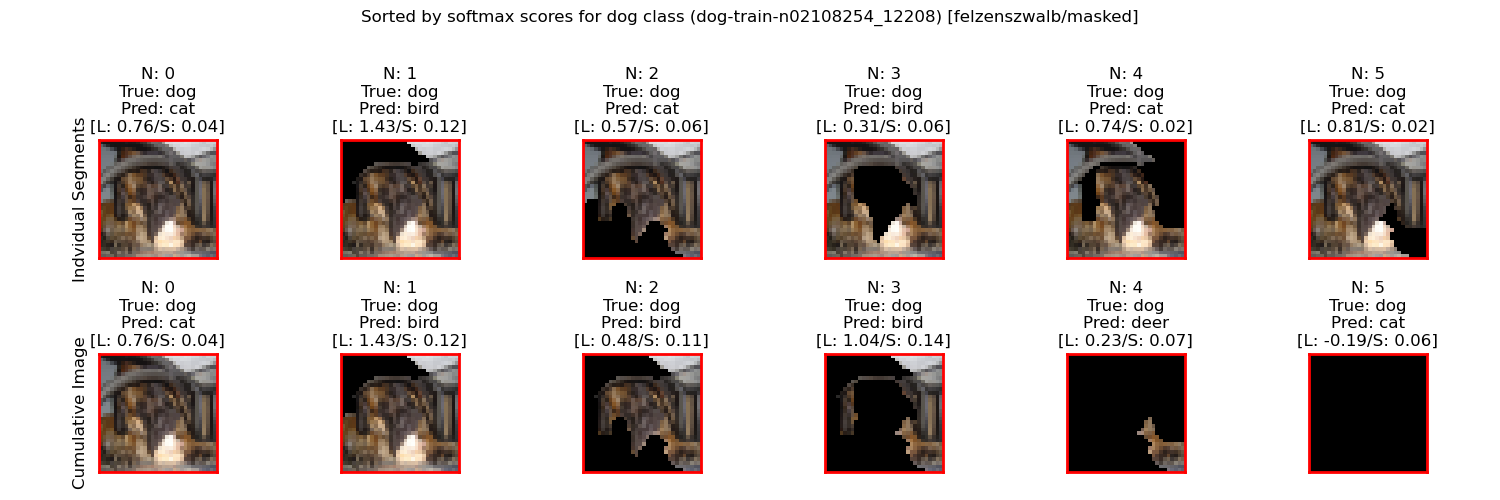 Sorted by softmax scores for dog class (dog-train-n02108254_12208) [felzenszwalb/masked]
Indvidual Segments
N: 0
True: dog
Pred: cat
[L: 0.76/S: 0.04]
N: 1
True: dog
Pred: bird
[L: 1.43/S: 0.12]
N: 2
True: dog
Pred: cat
[L: 0.57/S: 0.06]
N: 3
True: dog
Pred: bird
[L: 0.31/S: 0.06]
N: 4
True: dog
Pred: cat
[L: 0.74/S: 0.02]
N: 5
True: dog
Pred: cat
[L: 0.81/S: 0.02]
Cumulative Image
N: 0
True: dog
Pred: cat
[L: 0.76/S: 0.04]
N: 1
True: dog
Pred: bird
[L: 1.43/S: 0.12]
N: 2
True: dog
Pred: bird
[L: 0.48/S: 0.11]
N: 3
True: dog
Pred: bird
[L: 1.04/S: 0.14]
N: 4
True: dog
Pred: deer
[L: 0.23/S: 0.07]
N: 5
True: dog
Pred: cat
[L: -0.19/S: 0.06]